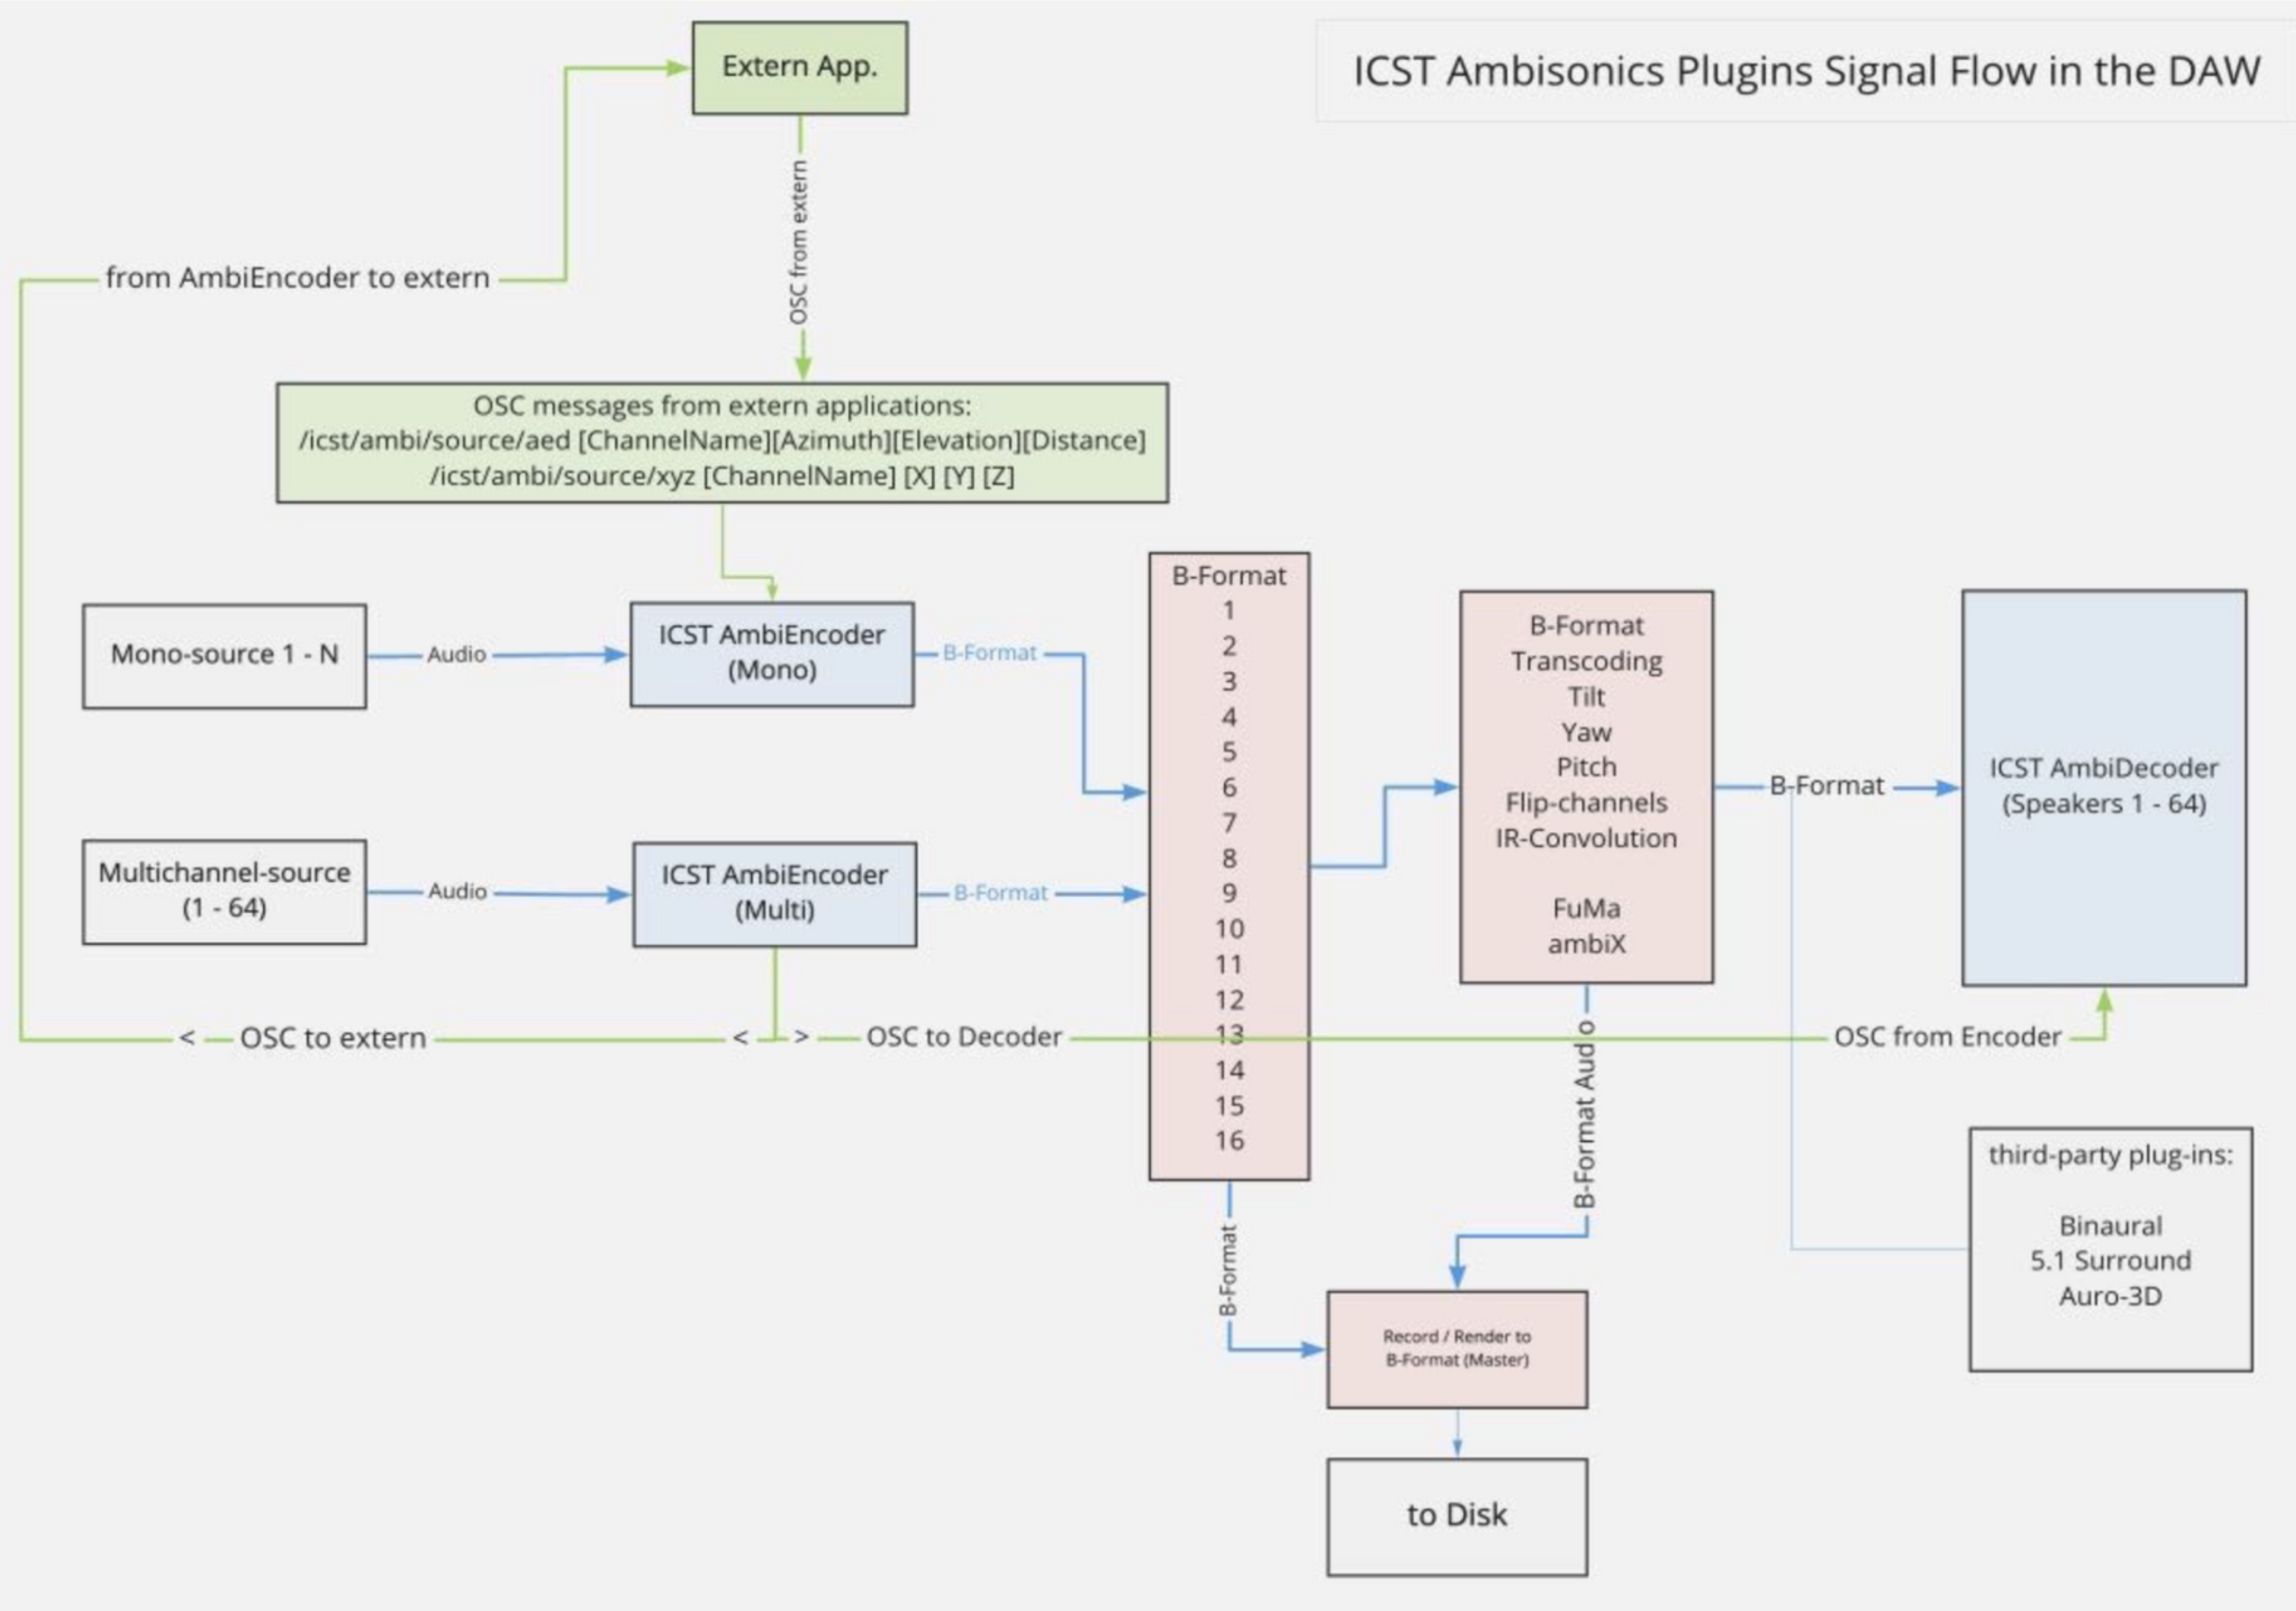 ICST Ambisonics Plugins Signal Flow in the DAW
Extern App.
OSC from extern
from AmbiEncoder to extern
OSC messages from extern applications:
/icst/ambi/source/aed [ChannelName][Azimuth][Elevation][Distance]
/icst/ambi/source/xyz [ChannelName] [X] [Y] [Z]
Mono-source 1 - N
Audio
ICST AmbiEncoder
(Mono)
B-Format
Multichannel-source
(1 - 64)
Audio
ICST AmbiEncoder
(Multi)
B-Format
B-Format
1
2
3
4
5
6
7
8
9
10
11
12
13
14
15
16
B-Format
Transcoding
Tilt
Yaw
Pitch
Flip-channels
IR-Convolution
FuMa
ambiX
B-Format
ICST AmbiDecoder
(Speakers 1 - 64)
< OSC to extern < > OSC to Decoder OSC from Encoder
B-Format Aud o
B-Format
third-party plug-ins:
Binaural
5.1 Surround
Auro-3D
Record / Render to
B-Format (Master)
to Disk